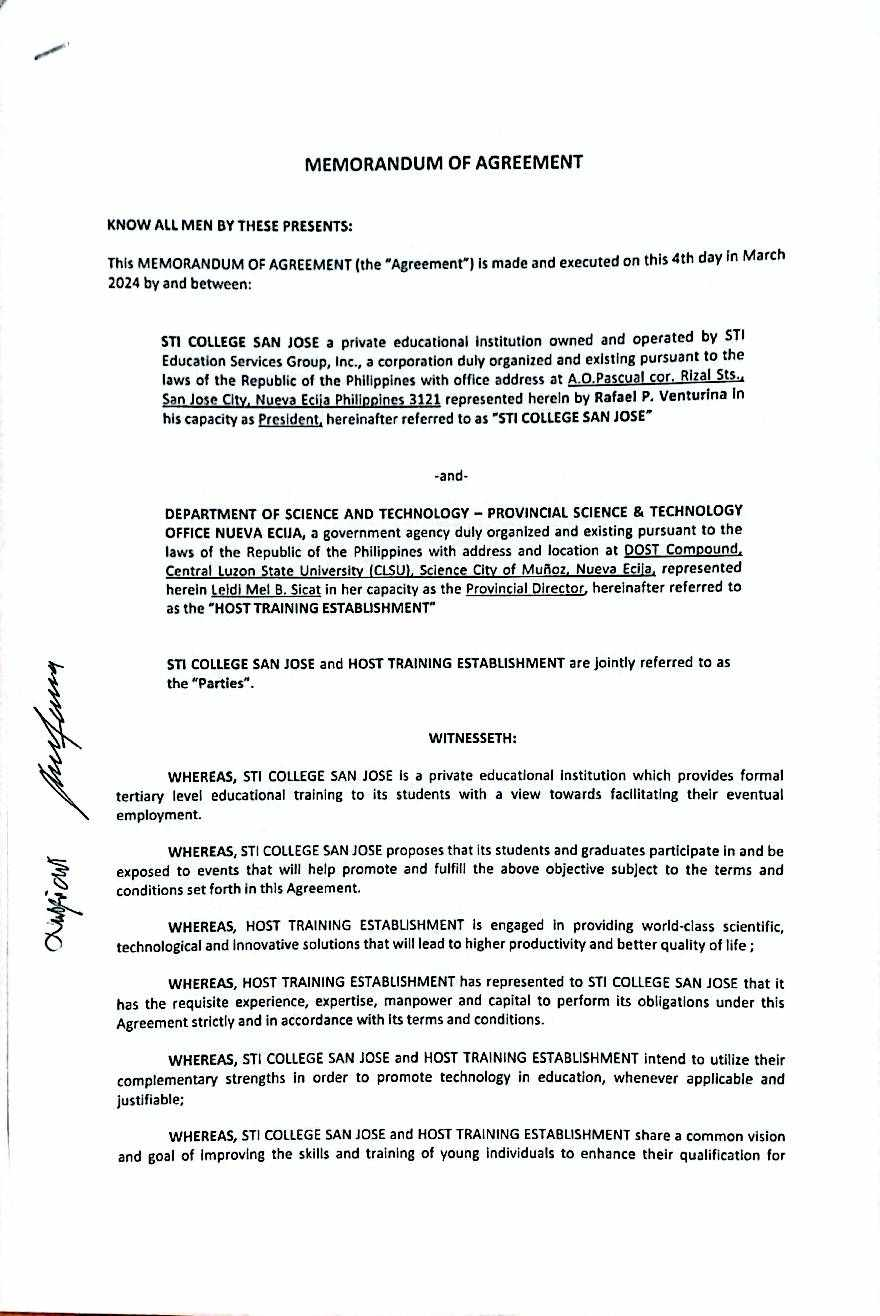 MEMORANDUM OF AGREEMENT
KNOW ALL MEN BY THESE PRESENTS:
This MEMORANDUM OF AGREEMENT (the "Agreement") is made and executed on this 4th day in March
2024 by and between:
STI COLLEGE SAN JOSE a private educational institution owned and operated by STI
Education Services Group, Inc., a corporation duly organized and existing pursuant to the
laws of the Republic of the Philippines with office address at A.O.Pascual cor. Rizal Sts.,
San Jose City, Nueva Ecija Philippines 3121 represented herein by Rafael P. Venturina in
his capacity as President, hereinafter referred to as "STI COLLEGE SAN JOSE"
-and-
DEPARTMENT OF SCIENCE AND TECHNOLOGY – PROVINCIAL SCIENCE & TECHNOLOGY
OFFICE NUEVA ECIJA, a government agency duly organized and existing pursuant to the
laws of the Republic of the Philippines with address and location at DOST Compound,
Central Luzon State University (CLSU), Science City of Muñoz, Nueva Ecija, represented
herein Leidi Mel B. Sicat in her capacity as the Provincial Director, hereinafter referred to
as the "HOST TRAINING ESTABLISHMENT"
STI COLLEGE SAN JOSE and HOST TRAINING ESTABLISHMENT are jointly referred to as
the "Parties".
WITNESSETH:
WHEREAS, STI COLLEGE SAN JOSE is a private educational institution which provides formal
tertiary level educational training to its students with a view towards facilitating their eventual
employment.
WHEREAS, STI COLLEGE SAN JOSE proposes that its students and graduates participate in and be
exposed to events that will help promote and fulfill the above objective subject to the terms and
conditions set forth in this Agreement.
WHEREAS, HOST TRAINING ESTABLISHMENT is engaged in providing world-class scientific,
technological and innovative solutions that will lead to higher productivity and better quality of life ;
WHEREAS, HOST TRAINING ESTABLISHMENT has represented to STI COLLEGE SAN JOSE that it
has the requisite experience, expertise, manpower and capital to perform its obligations under this
Agreement strictly and in accordance with its terms and conditions.
WHEREAS, STI COLLEGE SAN JOSE and HOST TRAINING ESTABLISHMENT intend to utilize their
complementary strengths in order to promote technology in education, whenever applicable and
justifiable;
WHEREAS, STI COLLEGE SAN JOSE and HOST TRAINING ESTABLISHMENT share a common vision
and goal of improving the skills and training of young individuals to enhance their qualification for